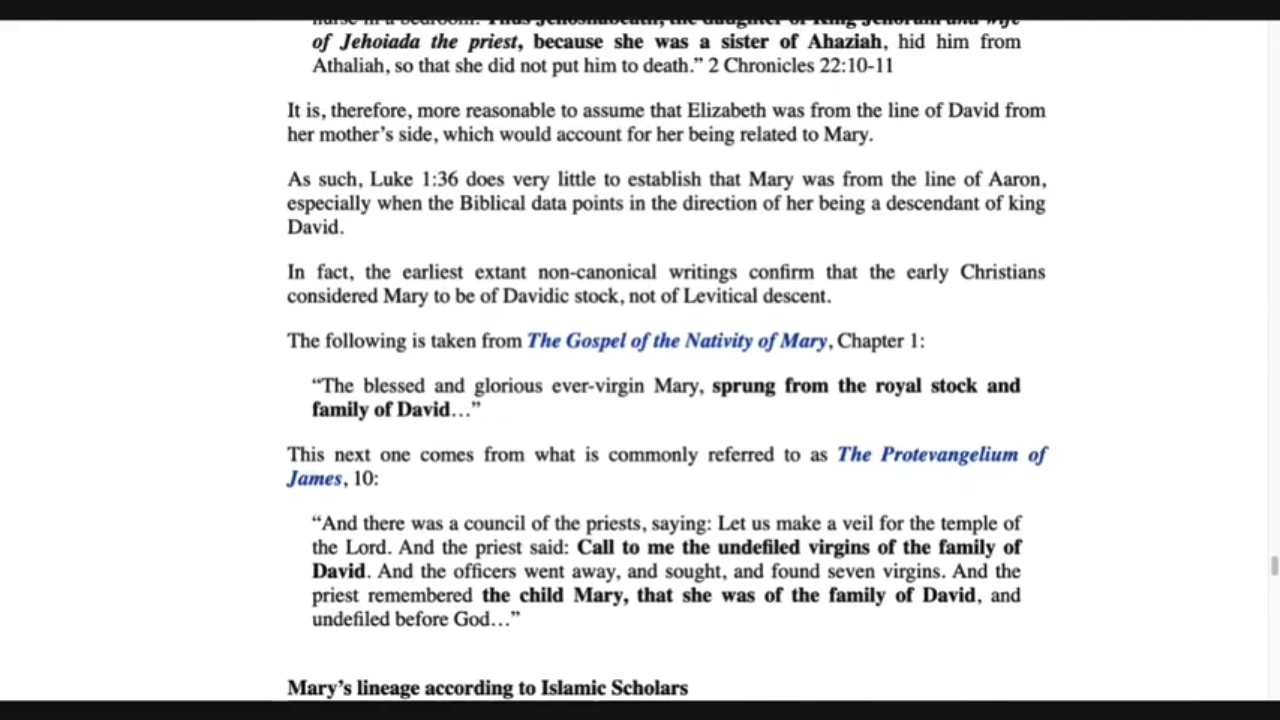 nurse in a bedroom. Thus Jehoshabeath, the daughter of King Jehoram and wife
of Jehoiada the priest, because she was a sister of Ahaziah, hid him from
Athaliah, so that she did not put him to death.” 2 Chronicles 22:10-11
It is, therefore, more reasonable to assume that Elizabeth was from the line of David from
her mother’s side, which would account for her being related to Mary.
As such, Luke 1:36 does very little to establish that Mary was from the line of Aaron,
especially when the Biblical data points in the direction of her being a descendant of king
David.
In fact, the earliest extant non-canonical writings confirm that the early Christians
considered Mary to be of Davidic stock, not of Levitical descent.
The following is taken from The Gospel of the Nativity of Mary, Chapter 1:
“The blessed and glorious ever-virgin Mary, sprung from the royal stock and
family of David…”
This next one comes from what is commonly referred to as The Protevangelium of
James, 10:
“And there was a council of the priests, saying: Let us make a veil for the temple of
the Lord. And the priest said: Call to me the undefiled virgins of the family of
David. And the officers went away, and sought, and found seven virgins. And the
priest remembered the child Mary, that she was of the family of David, and
undefiled before God…”
Mary’s lineage according to Islamic Scholars